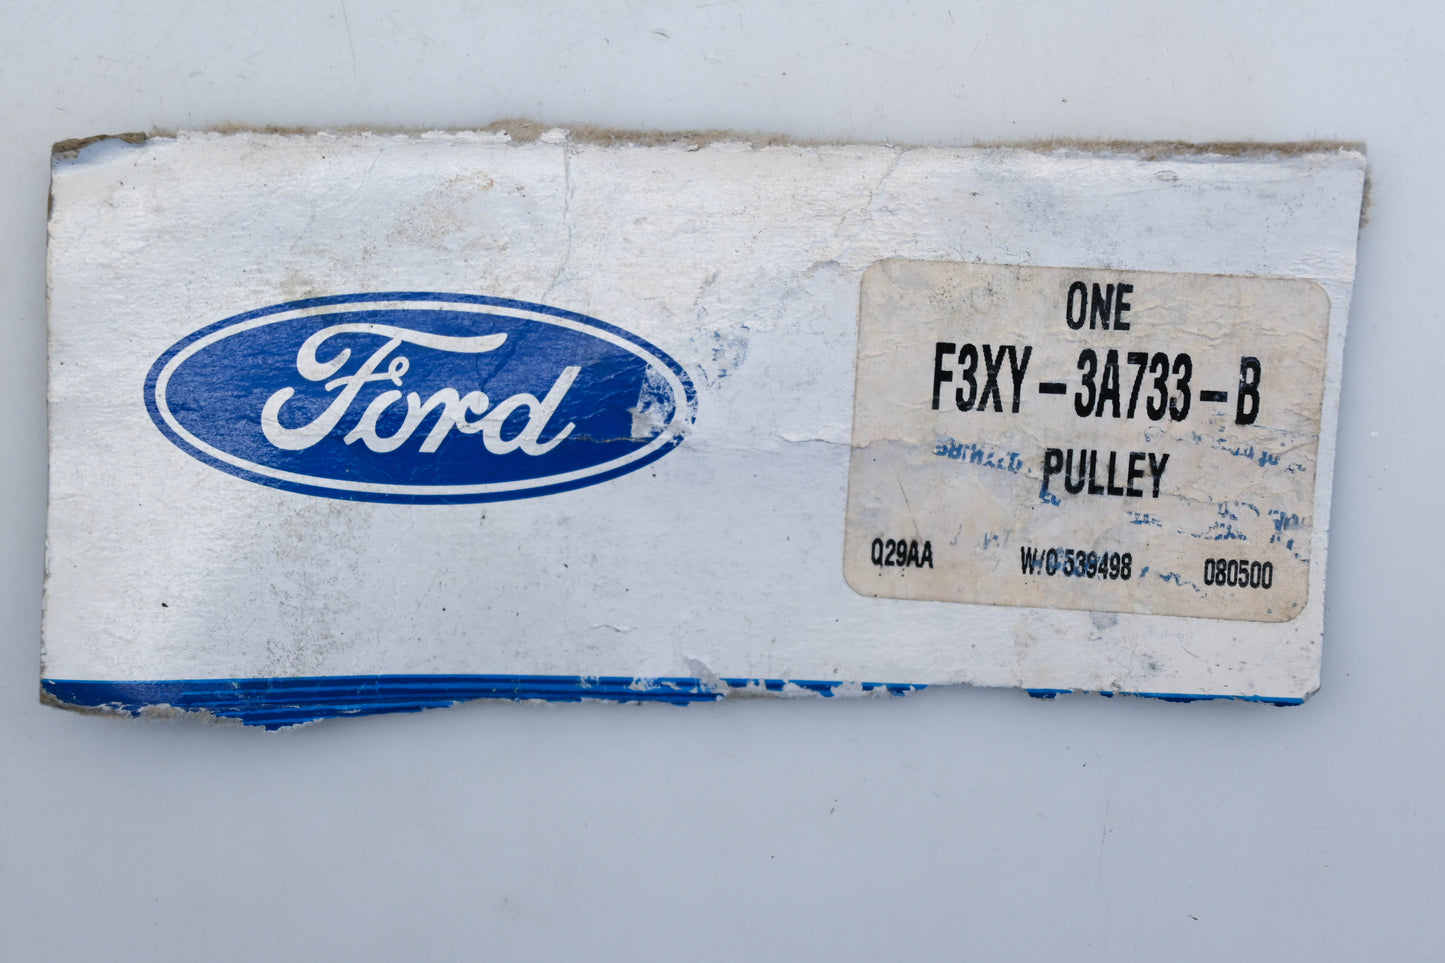 Ford
ONE
F3XY-3A733-B
PULLEY
Q29AA W/O 539498 080500